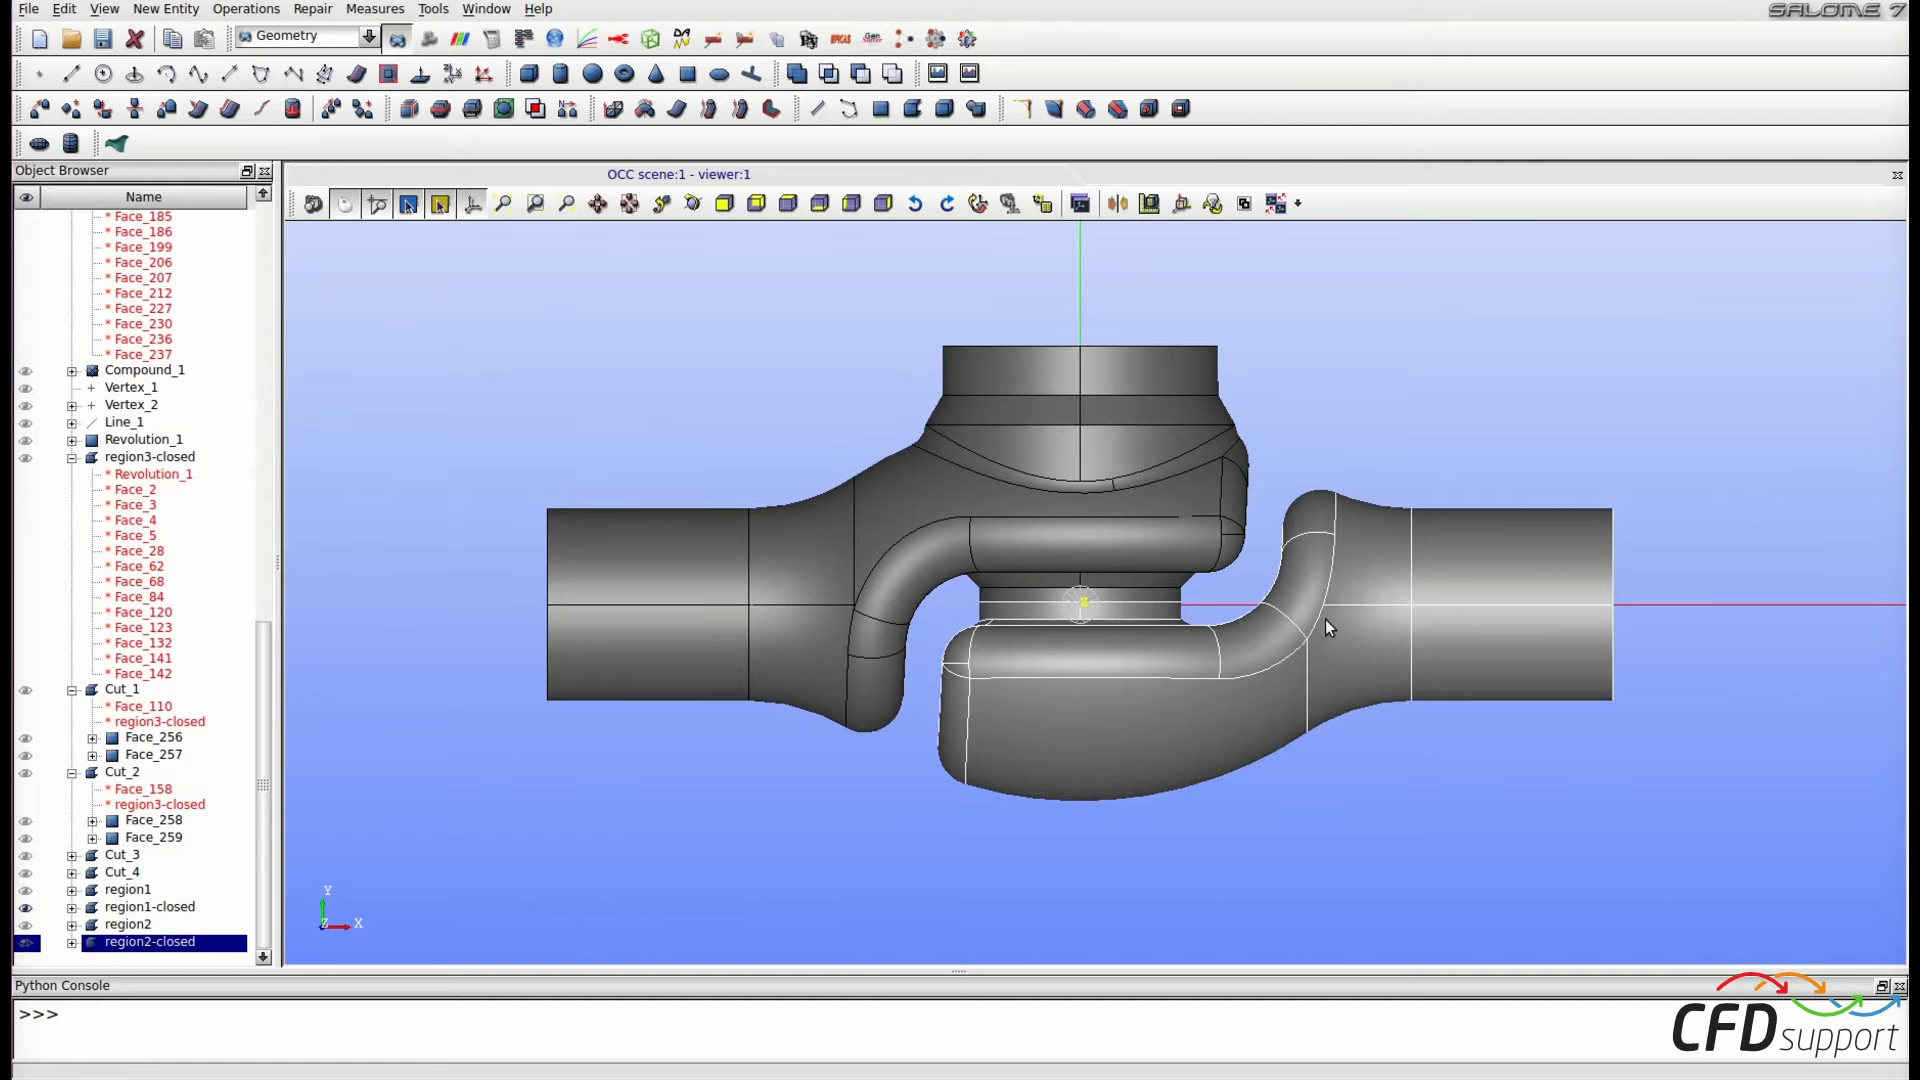 File Edit View New Entity Operations Repair Measures Tools Window Help
SALOME 7
Geometry
Object Browser
OCC scene:1 - viewer:1
Name
* Face_185
* Face_186
* Face_199
* Face_206
* Face_207
* Face_212
* Face_227
* Face_230
* Face_236
* Face_237
Compound_1
Vertex_1
Vertex_2
Line_1
Revolution_1
region3-closed
* Revolution_1
* Face_2
* Face_3
* Face_4
* Face_5
* Face_28
* Face_62
* Face_68
* Face_84
* Face_120
* Face_123
* Face_132
* Face_141
* Face_142
Cut_1
* Face_110
* region3-closed
Face_256
Face_257
Cut_2
* Face_158
* region3-closed
Face_258
Face_259
Cut_3
Cut_4
region1
region1-closed
region2
region2-closed
Z
Y
Z X
Python Console
>>>
CFD support